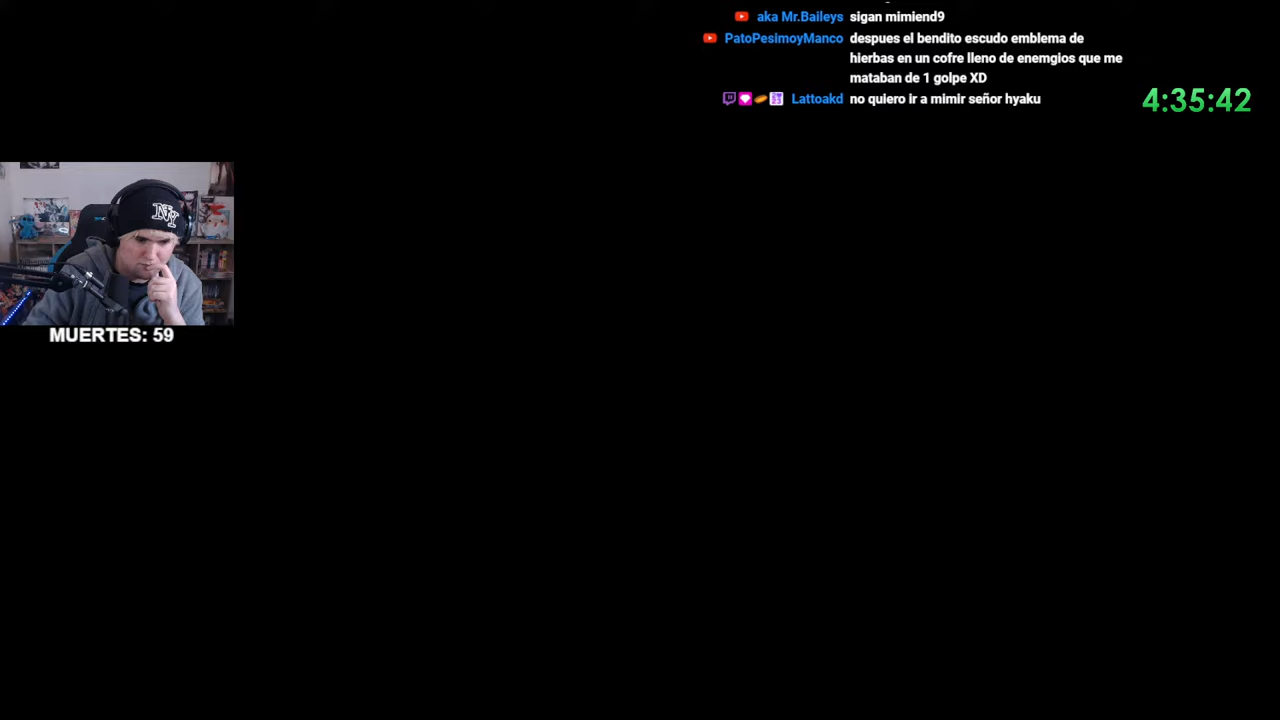 aka Mr.Baileys sigan mimiend9
PatoPesimoyManco despues el bendito escudo emblema de
hierbas en un cofre lleno de enemgios que me
mataban de 1 golpe XD
Lattoakd no quiero ir a mimir señor hyaku
4:35:42
NY
MUERTES: 59